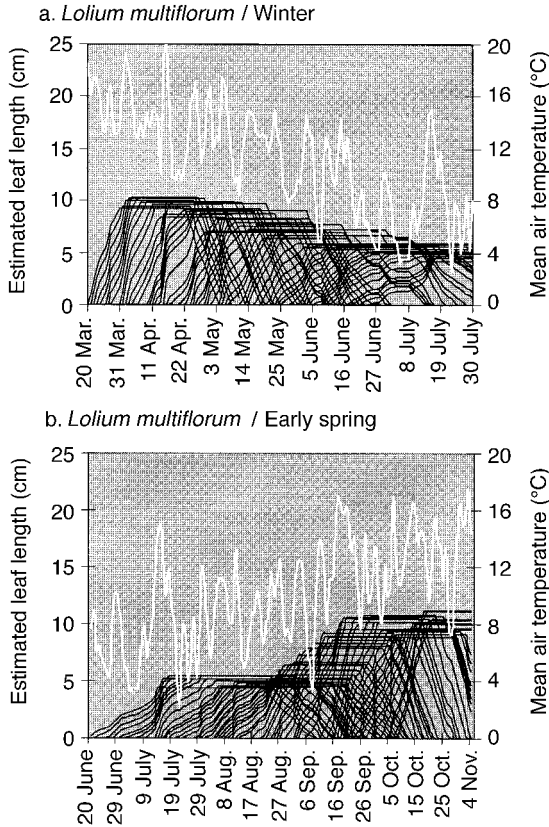 a. Lolium multiflorum / Winter
Estimated leaf length (cm)
25
20
15
10
5
0
20
16
12
8
4
0
Mean air temperature (°C)
20 Mar.
31 Mar.
11 Apr.
22 Apr.
3 May
14 May
25 May
5 June
16 June
27 June
8 July
19 July
30 July
b. Lolium multiflorum / Early spring
Estimated leaf length (cm)
25
20
15
10
5
0
20
16
12
8
4
0
Mean air temperature (°C)
20 June
29 June
9 July
19 July
29 July
8 Aug.
17 Aug.
27 Aug.
6 Sep.
16 Sep.
26 Sep.
5 Oct.
15 Oct.
25 Oct.
4 Nov.